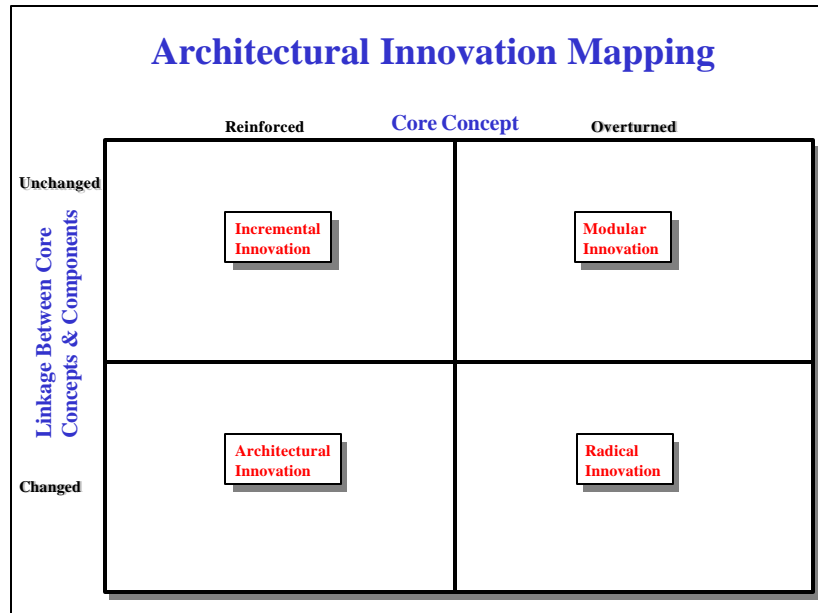 Architectural Innovation Mapping
Reinforced
Core Concept
Overturned
Unchanged
Linkage Between Core
Concepts & Components
Incremental
Innovation
Modular
Innovation
Architectural
Innovation
Radical
Innovation
Changed